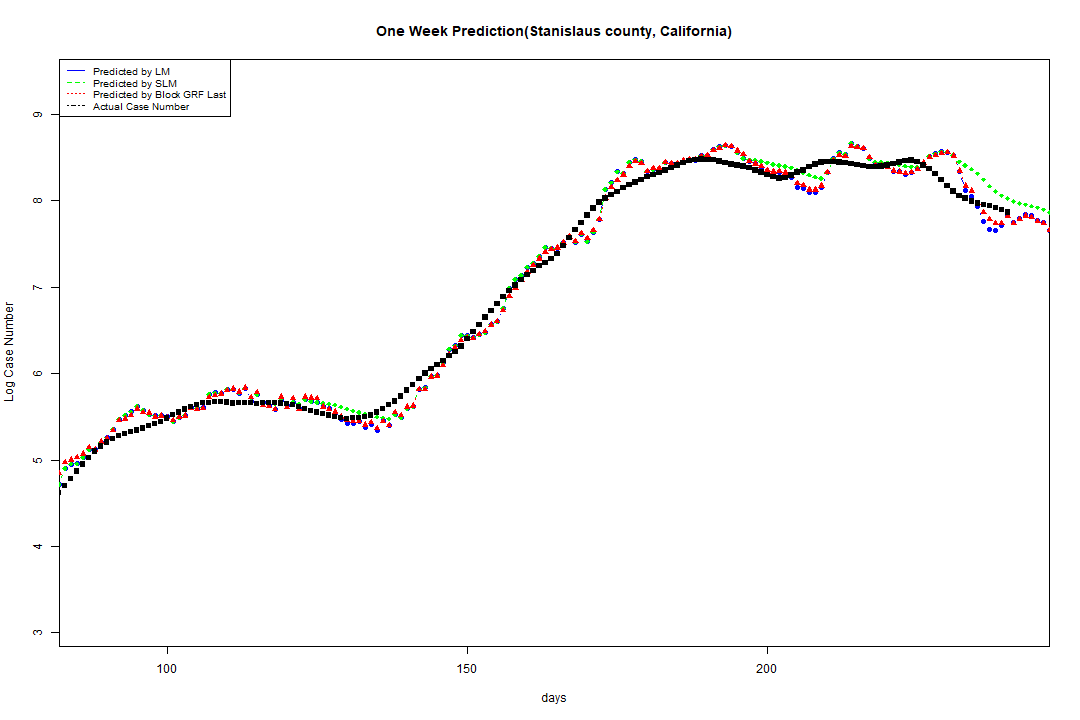 One Week Prediction(Stanislaus county, California)
Predicted by LM
Predicted by SLM
Predicted by Block GRF Last
Actual Case Number
9
8
7
6
5
4
3
Log Case Number
100 150 200
days